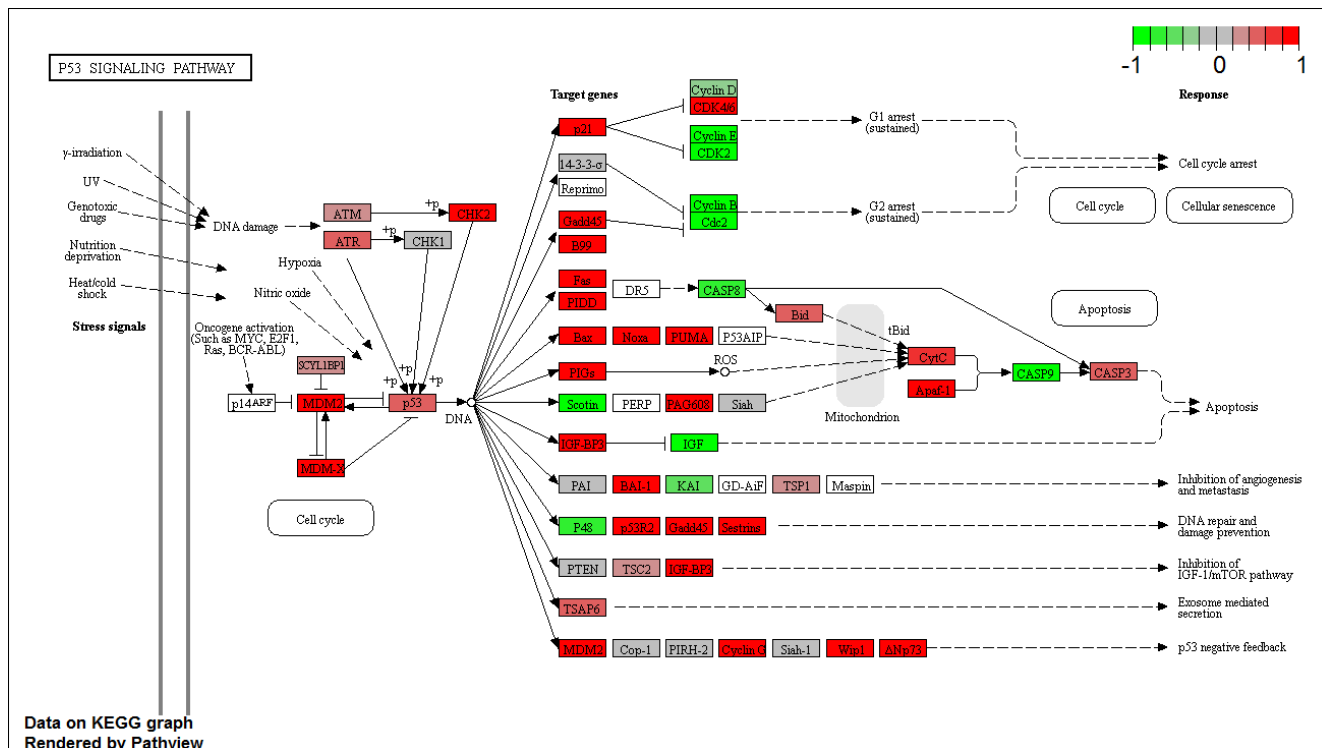 P53 SIGNALING PATHWAY
-1 0 1
Target genes
Response
Stress signals
γ-irradiation
UV
Genotoxic
drugs
Nutrition
deprivation
Heat/cold
shock
DNA damage
ATM
+p
CHK2
ATR
+p
CHK1
Hypoxia
Nitric oxide
Oncogene activation
(Such as MYC, E2F1,
Ras, BCR-ABL)
SCYL1BP1
+p
+p
+p
p14ARF
MDM2
p53
DNA
MDM-X
Cell cycle
p21
Cyclin D
CDK4/6
Cyclin E
CDK2
G1 arrest
(sustained)
14-3-3-σ
Reprimo
Cyclin B
Cdc2
G2 arrest
(sustained)
Cell cycle arrest
Cell cycle
Cellular senescence
Gadd45
B99
Fas
PIDD
DR5
CASP8
Bid
tBid
Apoptosis
Bax
Noxa
PUMA
P53AIP
CytC
PIGs
ROS
Apaf-1
CASP9
CASP3
Mitochondrion
Scotin
PERP
PAG608
Siah
Apoptosis
IGF-BP3
IGF
PAI
BAI-1
KAI
GD-AiF
TSP1
Maspin
Inhibition of angiogenesis
and metastasis
P48
p53R2
Gadd45
Sestrins
DNA repair and
damage prevention
PTEN
TSC2
IGF-BP3
Inhibition of
IGF-1/mTOR pathway
TSAP6
Exosome mediated
secretion
MDM2
Cop-1
PIRH-2
Cyclin G
Siah-1
Wip1
ΔNp73
p53 negative feedback
Data on KEGG graph
Rendered by Pathview